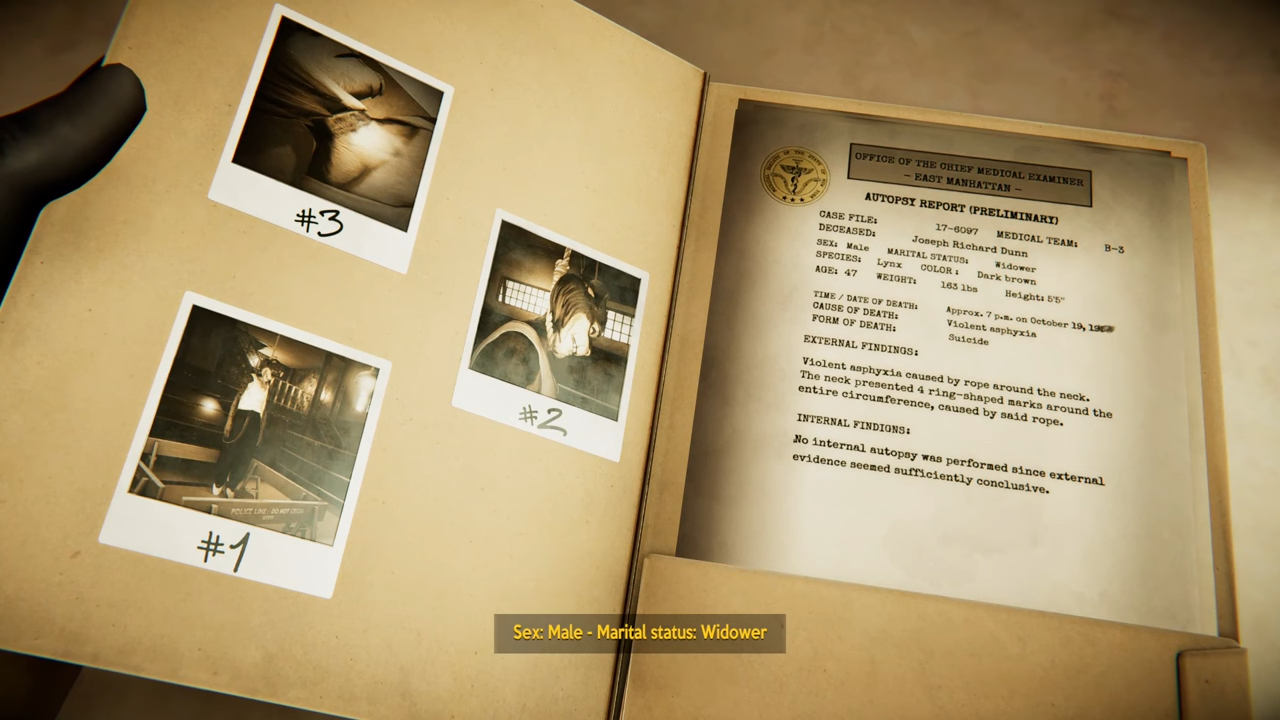 #3
#2
#1
POLICE LINE - DO NOT CROSS
OFFICE OF THE CHIEF MEDICAL EXAMINER
– EAST MANHATTAN –
AUTOPSY REPORT (PRELIMINARY)
CASE FILE: 17-6097 MEDICAL TEAM: B-3
DECEASED: Joseph Richard Dunn
SEX: Male MARITAL STATUS: Widower
SPECIES: Lynx COLOR: Dark brown
AGE: 47 WEIGHT: 163 lbs Height: 5'5"
TIME / DATE OF DEATH: Approx. 7 p.m. on October 19,
CAUSE OF DEATH: Violent asphyxia
FORM OF DEATH: Suicide
EXTERNAL FINDINGS:
Violent asphyxia caused by rope around the neck.
The neck presented 4 ring-shaped marks around the
entire circumference, caused by said rope.
INTERNAL FINDIGNS:
No internal autopsy was performed since external
evidence seemed sufficiently conclusive.
Sex: Male - Marital status: Widower